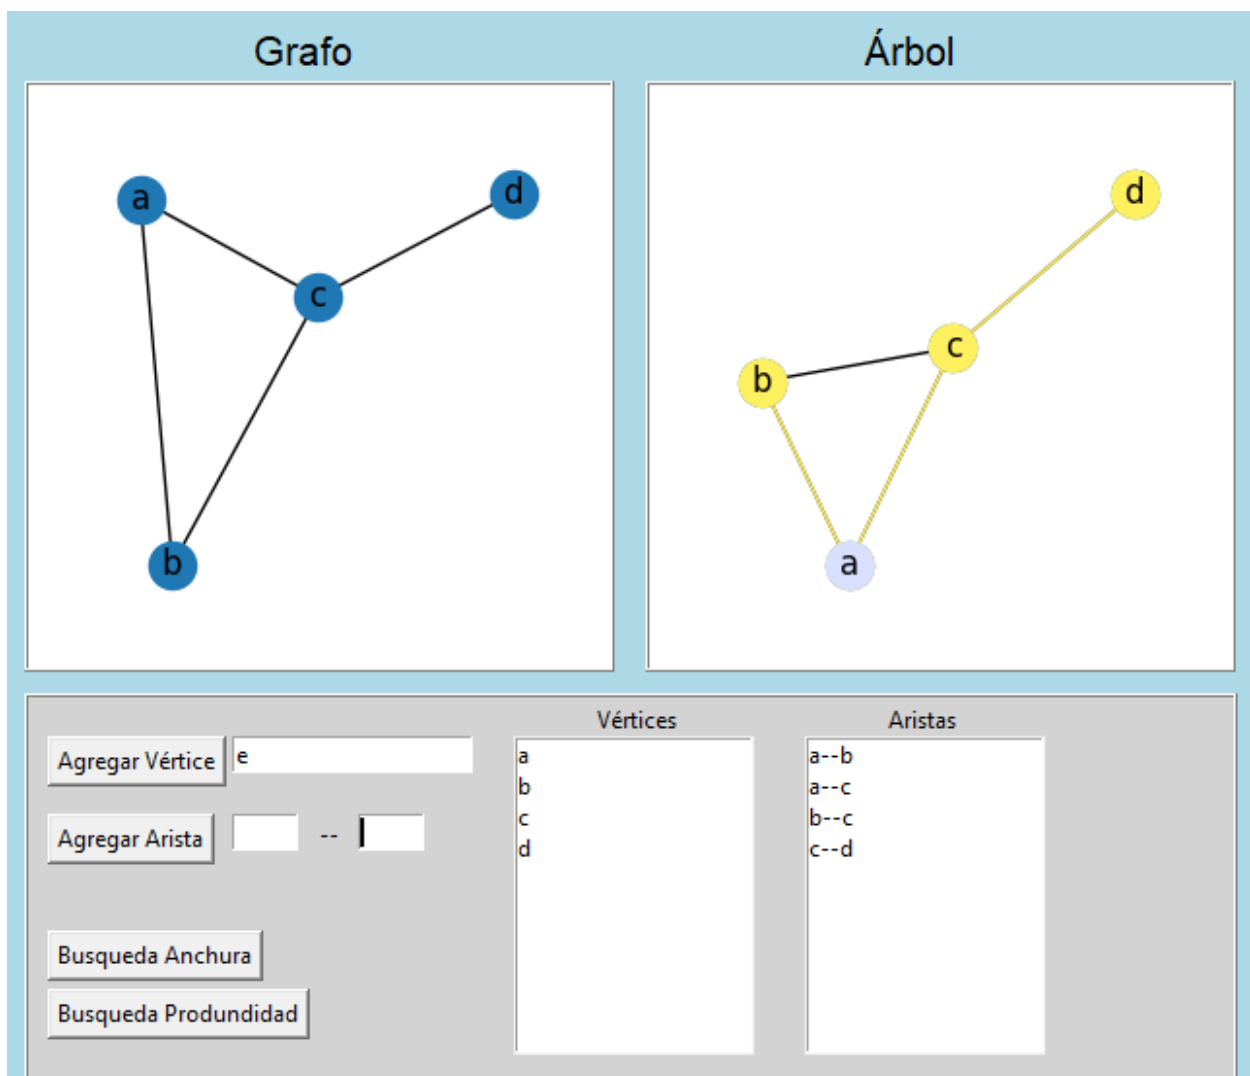 Grafo
Árbol
a
d
c
b
d
c
b
a
Vértices
Aristas
Agregar Vértice
e
Agregar Arista
--
Busqueda Anchura
Busqueda Produndidad
a
b
c
d
a--b
a--c
b--c
c--d